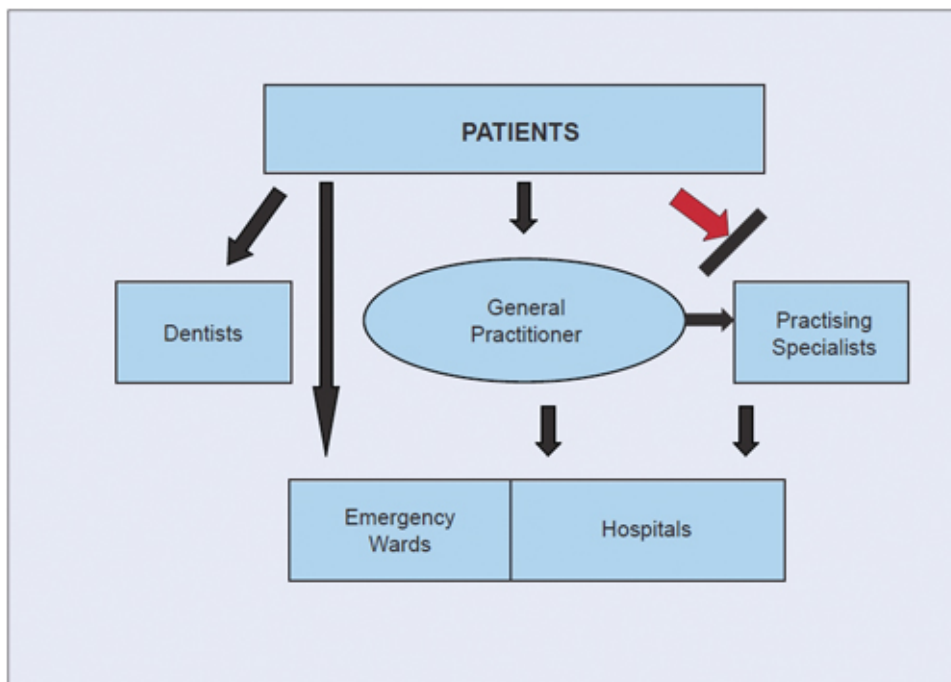 PATIENTS
General
Practitioner
Dentists
Practising
Specialists
Emergency
Wards
Hospitals